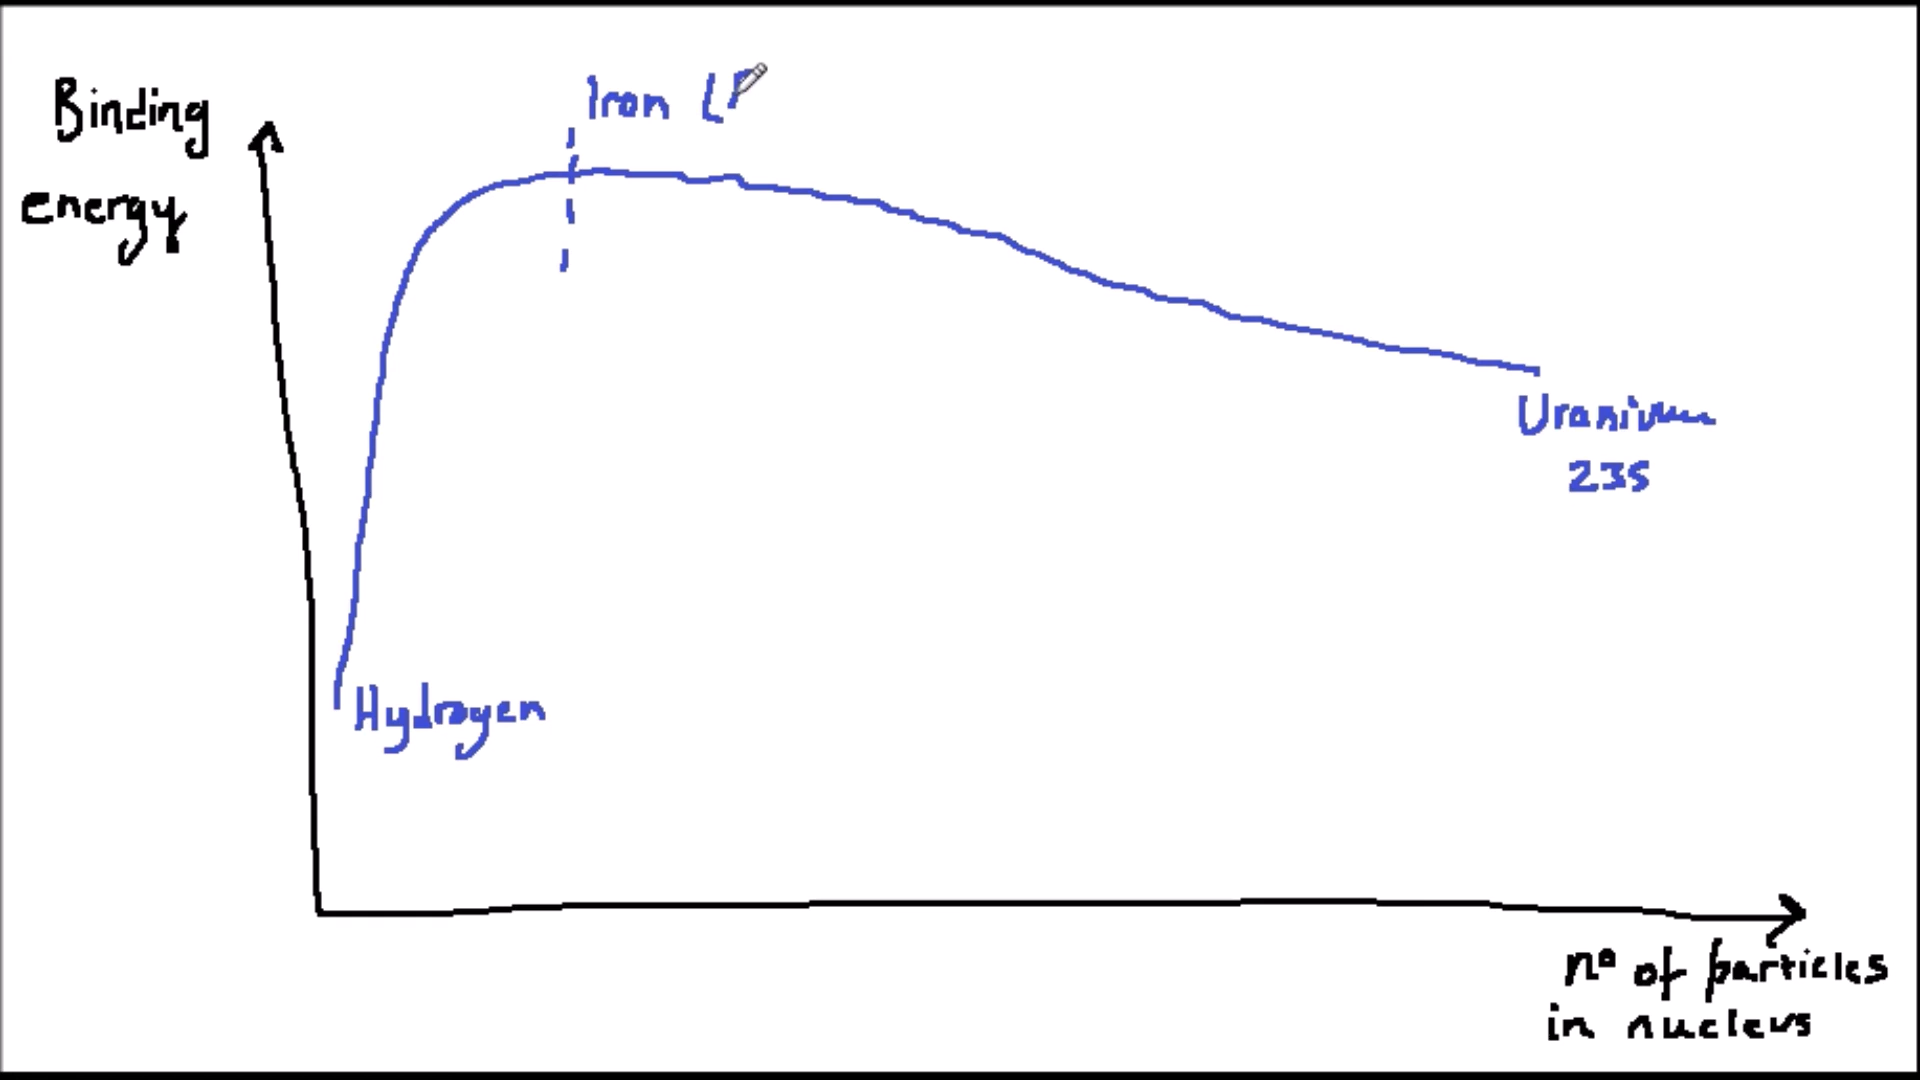 Binding
energy
Iron
Hydrogen
Uranium
235
nº of particles
in nucleus